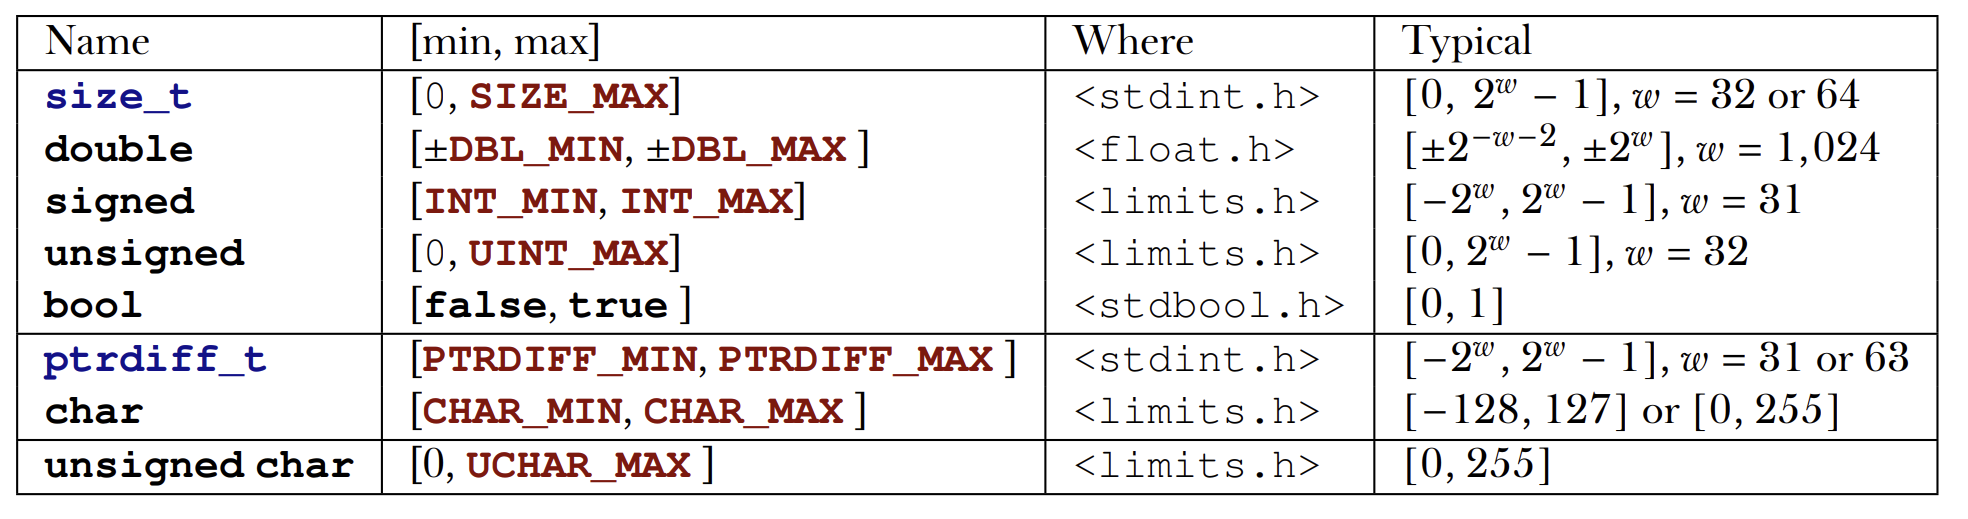 Name [min, max] Where Typical
size_t [0, SIZE_MAX] <stdint.h> [0, 2^w − 1], w = 32 or 64
double [±DBL_MIN, ±DBL_MAX ] <float.h> [±2^−w−2, ±2^w], w = 1,024
signed [INT_MIN, INT_MAX] <limits.h> [−2^w, 2^w − 1], w = 31
unsigned [0, UINT_MAX] <limits.h> [0, 2^w − 1], w = 32
bool [false, true ] <stdbool.h> [0, 1]
ptrdiff_t [PTRDIFF_MIN, PTRDIFF_MAX ] <stdint.h> [−2^w, 2^w − 1], w = 31 or 63
char [CHAR_MIN, CHAR_MAX ] <limits.h> [−128, 127] or [0, 255]
unsigned char [0, UCHAR_MAX ] <limits.h> [0, 255]